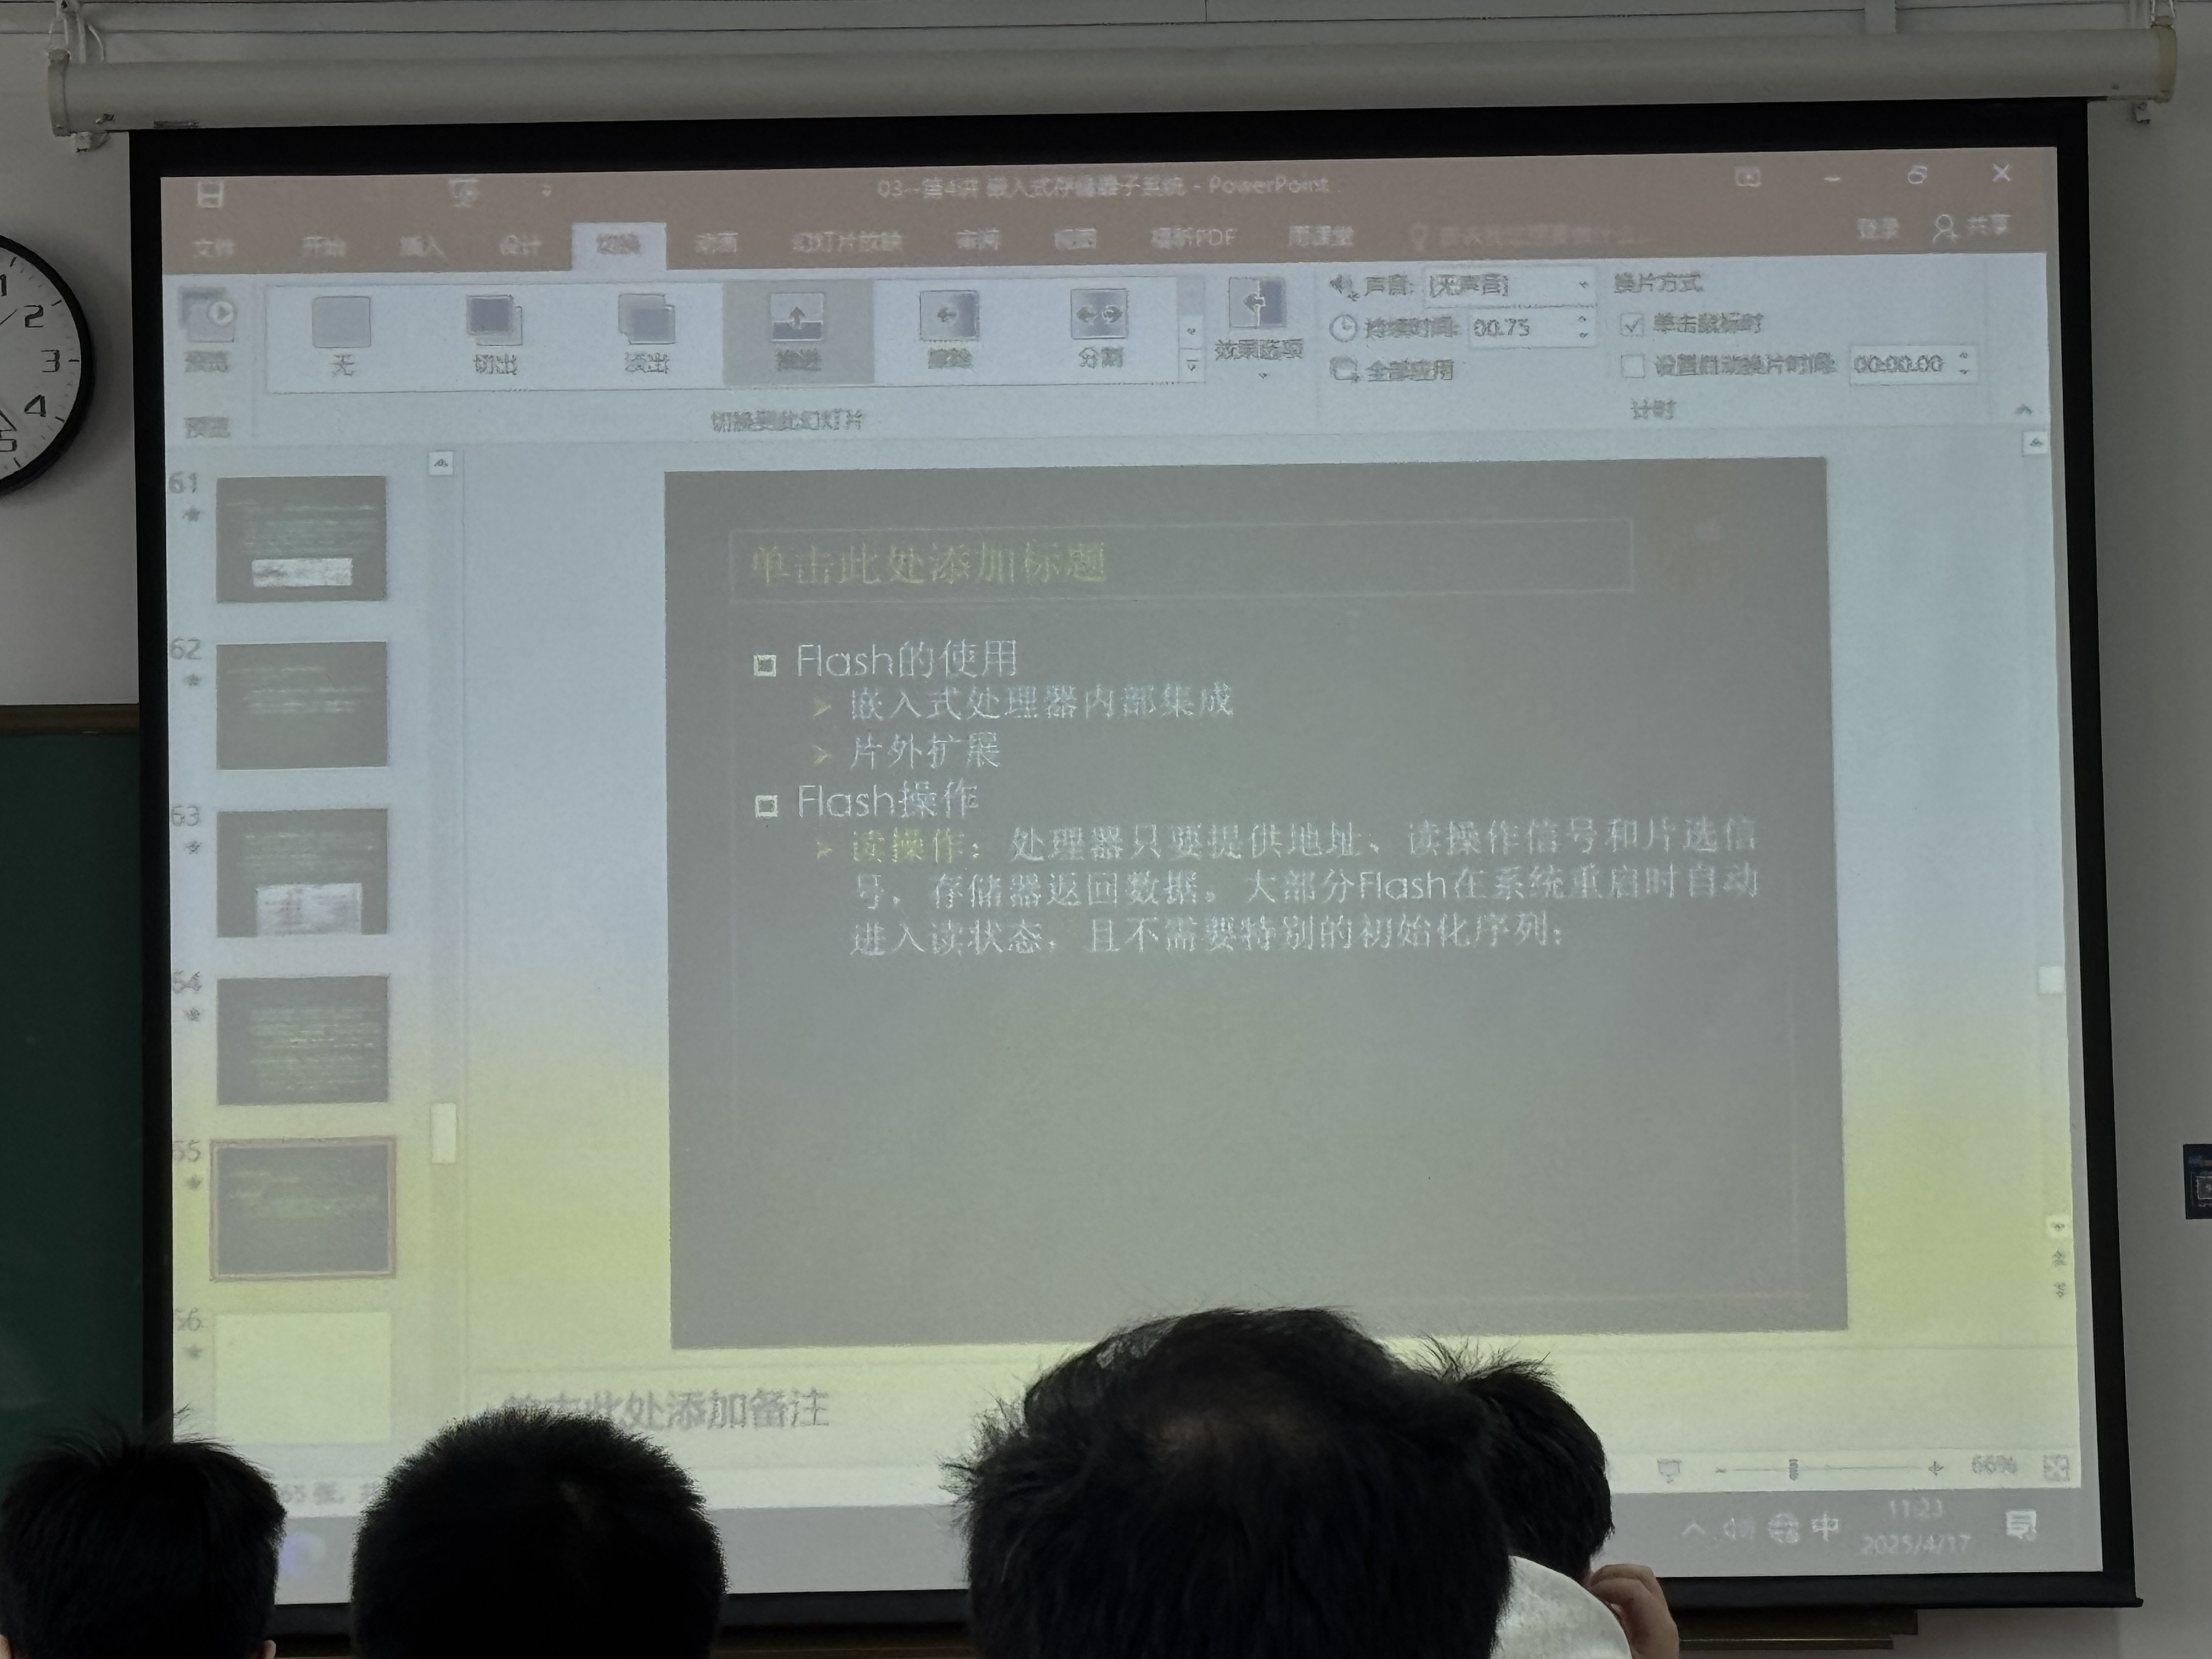 03--第4讲 嵌入式存储器子系统 - PowerPoint
文件 开始 插入 设计 切换 动画 幻灯片放映 审阅 视图 福昕PDF 雨课堂
登录 共享
无 切出 淡出 推进 擦除 分割
效果选项
声音: [无声音]
持续时间: 00.75
全部应用
换片方式
单击鼠标时
设置自动换片时间: 00:00.00
预览
预览
切换到此幻灯片
计时
61
62
63
64
65
66
单击此处添加标题
Flash的使用
嵌入式处理器内部集成
片外扩展
Flash操作
读操作：处理器只要提供地址、读操作信号和片选信
号，存储器返回数据。大部分Flash在系统重启时自动
进入读状态，且不需要特别的初始化序列；
单击此处添加备注
65 张，
66%
中
11:23
2025/4/17
1
2
3
4
5